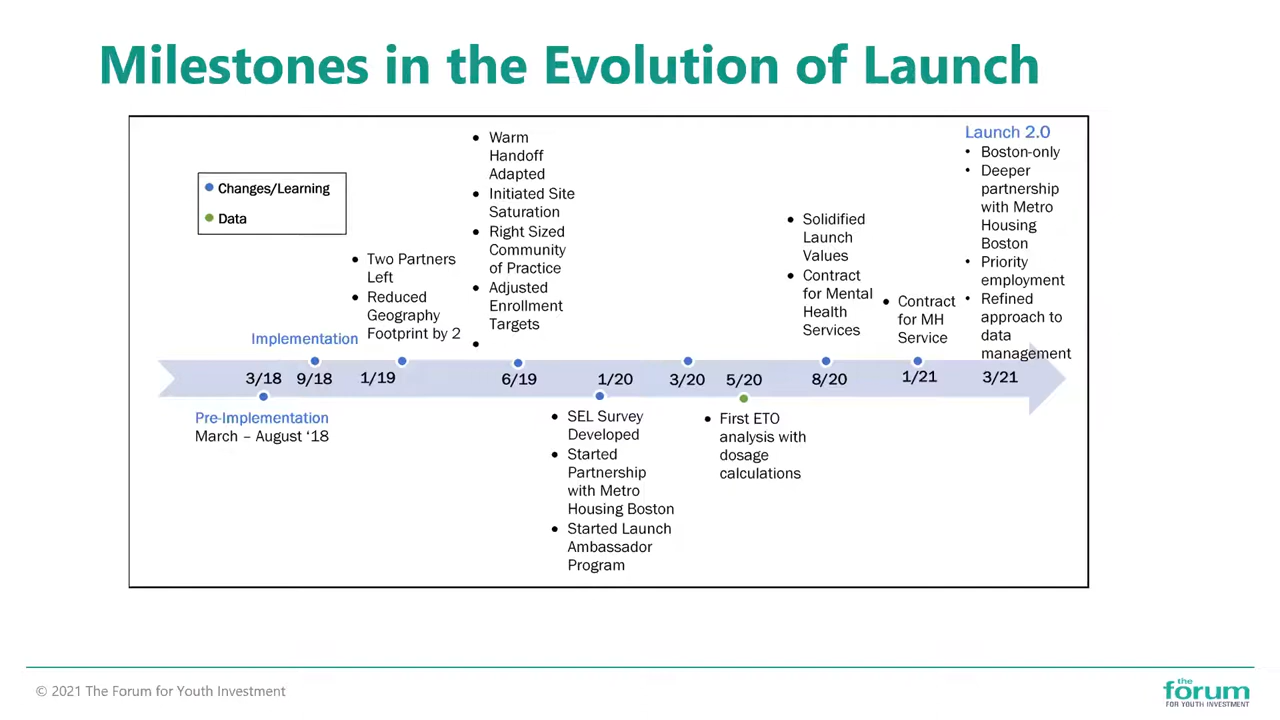 Milestones in the Evolution of Launch
Changes/Learning
Data
Implementation
Pre-Implementation
March – August ‘18
• Two Partners
Left
• Reduced
Geography
Footprint by 2
• Warm
Handoff
Adapted
• Initiated Site
Saturation
• Right Sized
Community
of Practice
• Adjusted
Enrollment
Targets
•
• SEL Survey
Developed
• Started
Partnership
with Metro
Housing Boston
• Started Launch
Ambassador
Program
• First ETO
analysis with
dosage
calculations
• Solidified
Launch
Values
• Contract
for Mental
Health
Services
• Contract
for MH
Service
Launch 2.0
• Boston-only
• Deeper
partnership
with Metro
Housing
Boston
• Priority
employment
• Refined
approach to
data
management
3/18 9/18 1/19 6/19 1/20 3/20 5/20 8/20 1/21 3/21
© 2021 The Forum for Youth Investment
the
forum
FOR YOUTH INVESTMENT